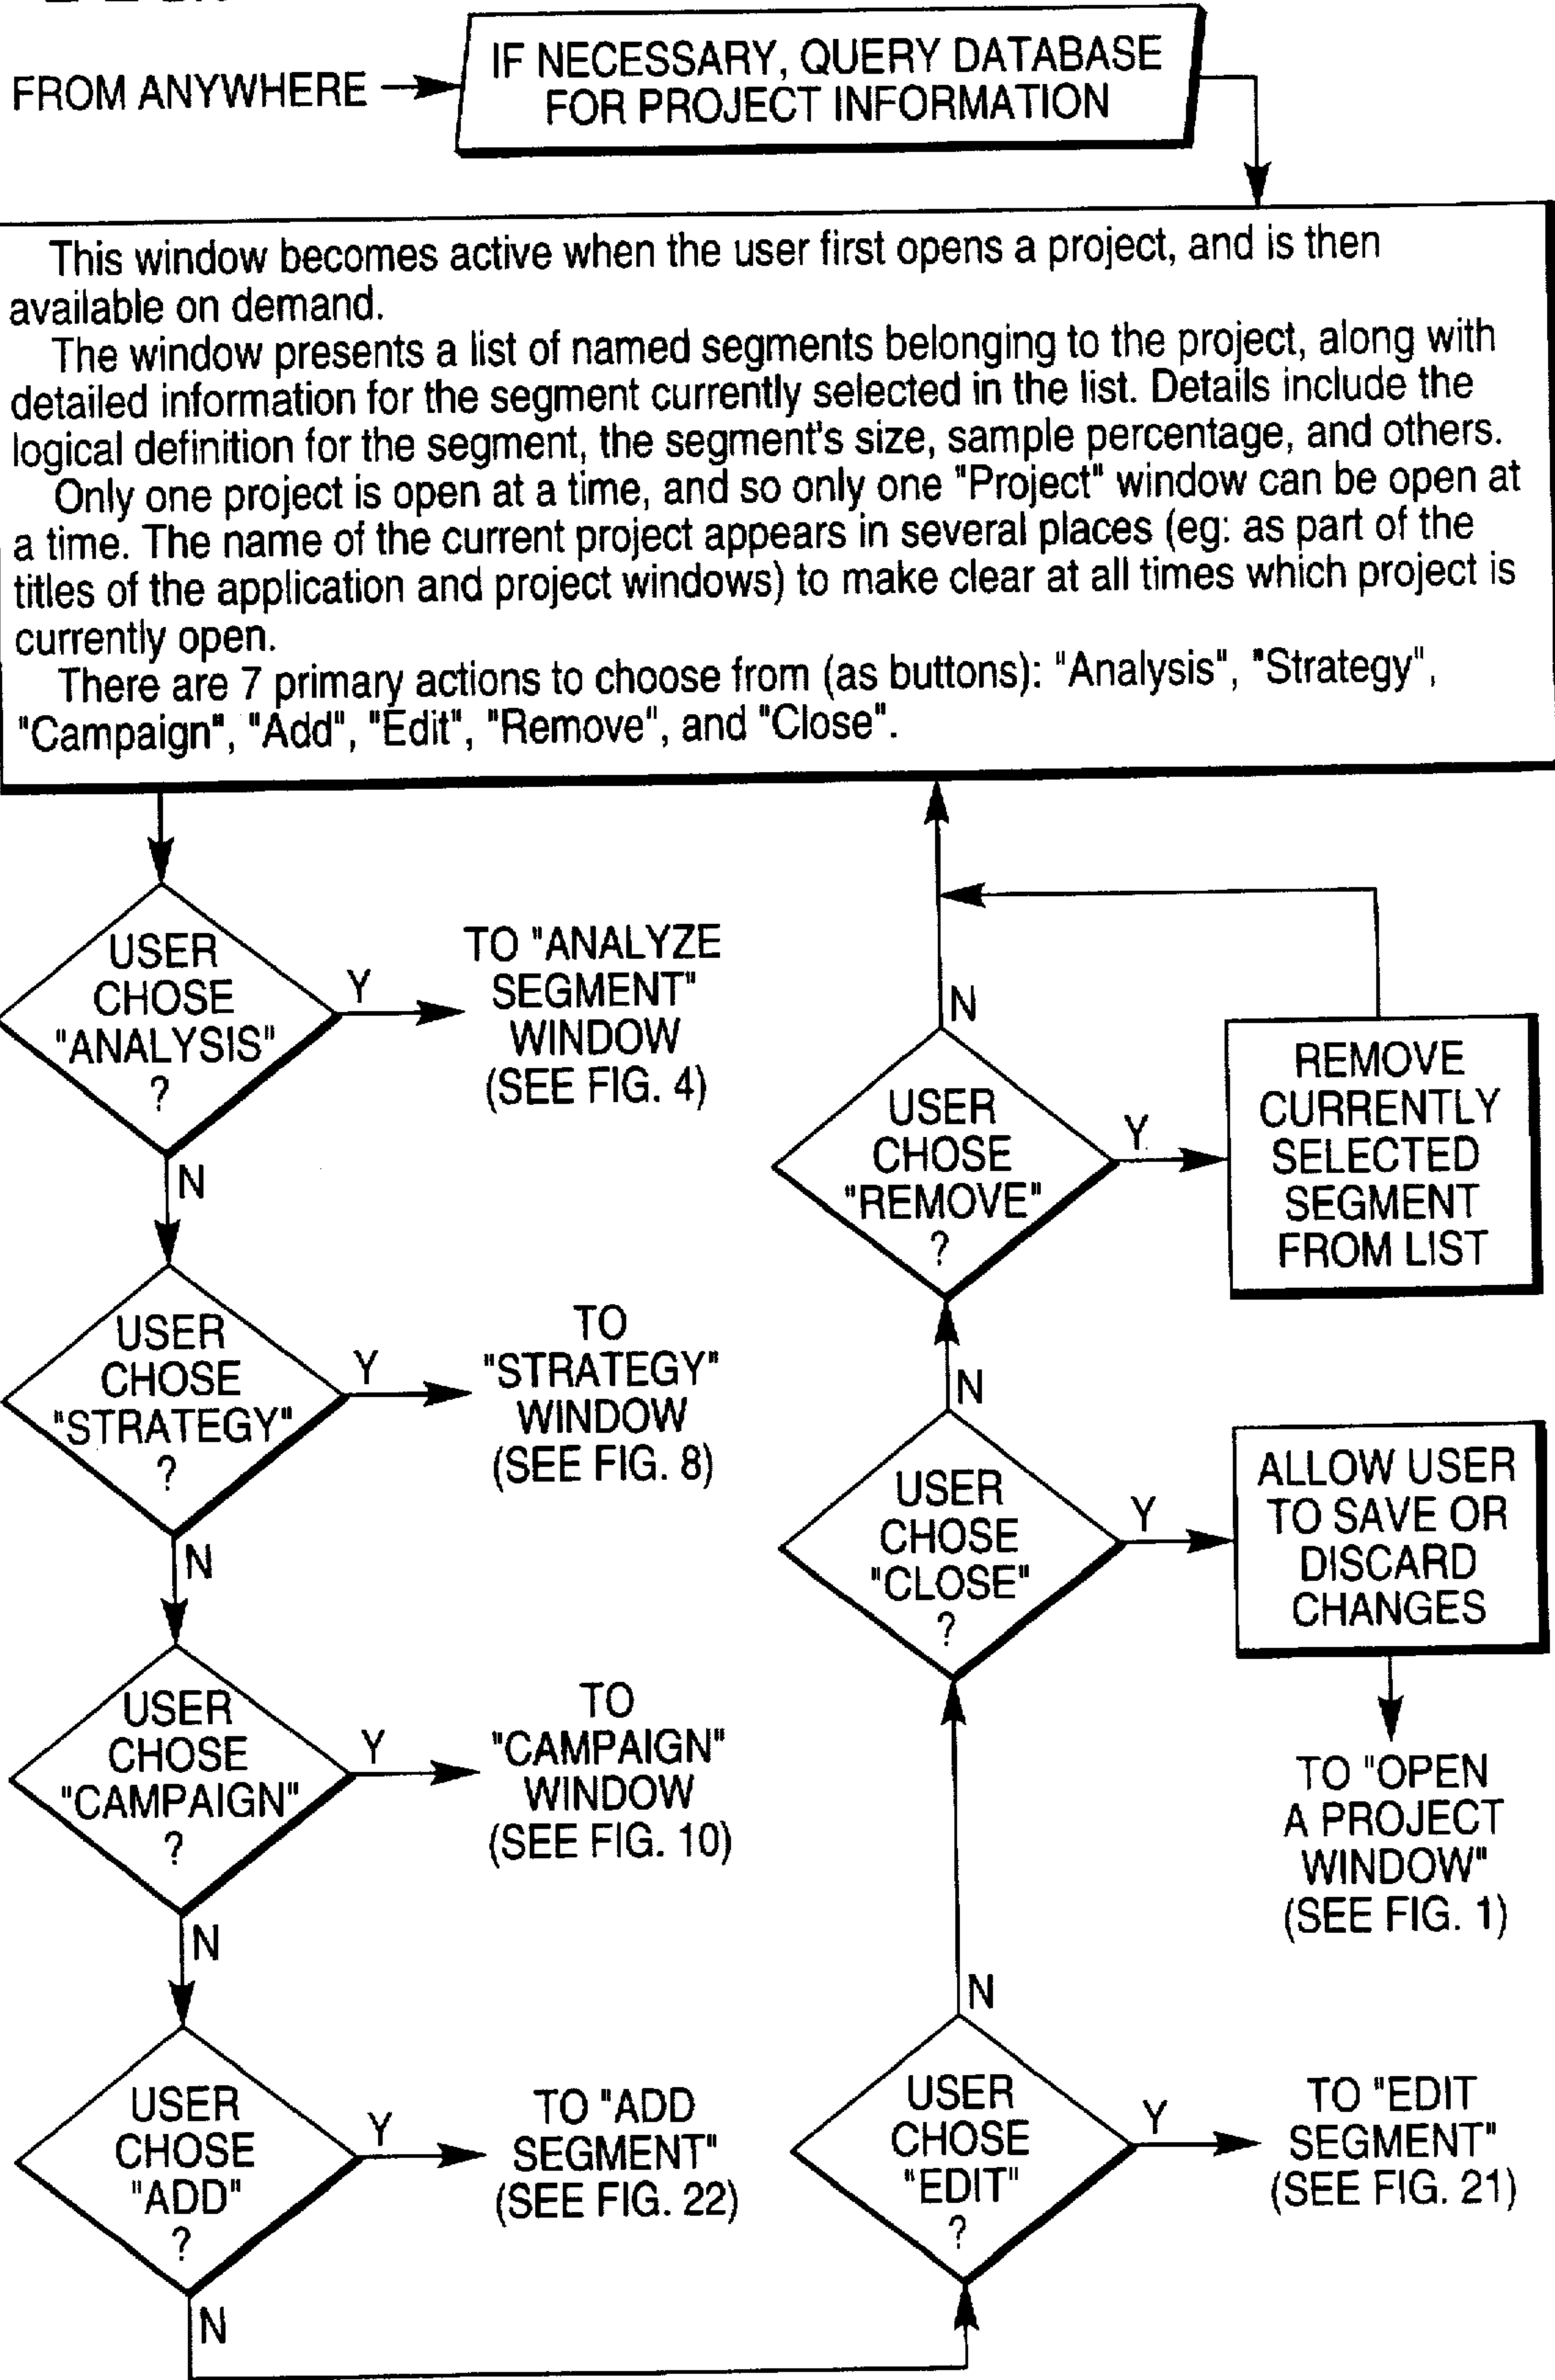 FROM ANYWHERE
IF NECESSARY, QUERY DATABASE
FOR PROJECT INFORMATION
This window becomes active when the user first opens a project, and is then
available on demand.
The window presents a list of named segments belonging to the project, along with
detailed information for the segment currently selected in the list. Details include the
logical definition for the segment, the segment's size, sample percentage, and others.
Only one project is open at a time, and so only one "Project" window can be open at
a time. The name of the current project appears in several places (eg: as part of the
titles of the application and project windows) to make clear at all times which project is
currently open.
There are 7 primary actions to choose from (as buttons): "Analysis", "Strategy",
"Campaign", "Add", "Edit", "Remove", and "Close".
USER
CHOSE
"ANALYSIS"
?
Y
TO "ANALYZE
SEGMENT"
WINDOW
(SEE FIG. 4)
N
USER
CHOSE
"STRATEGY"
?
Y
TO
"STRATEGY"
WINDOW
(SEE FIG. 8)
N
USER
CHOSE
"CAMPAIGN"
?
Y
TO
"CAMPAIGN"
WINDOW
(SEE FIG. 10)
N
USER
CHOSE
"ADD"
?
Y
TO "ADD
SEGMENT"
(SEE FIG. 22)
N
USER
CHOSE
"EDIT"
?
Y
TO "EDIT
SEGMENT"
(SEE FIG. 21)
N
USER
CHOSE
"CLOSE"
?
Y
ALLOW USER
TO SAVE OR
DISCARD
CHANGES
TO "OPEN
A PROJECT
WINDOW"
(SEE FIG. 1)
N
USER
CHOSE
"REMOVE"
?
Y
REMOVE
CURRENTLY
SELECTED
SEGMENT
FROM LIST
N